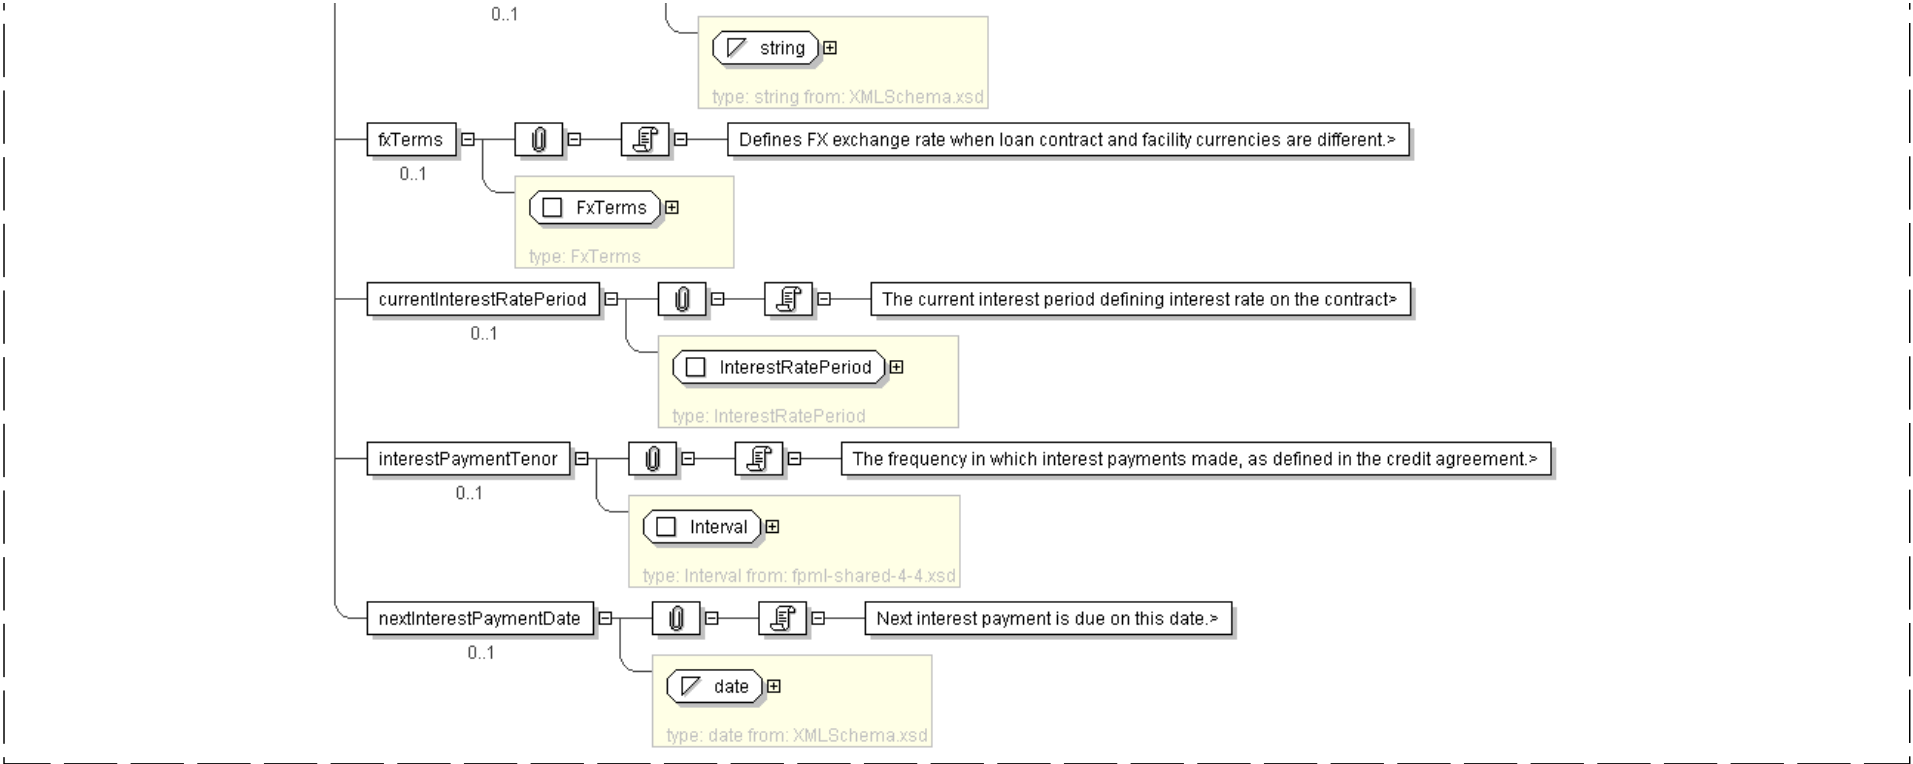 0..1
string
type: string from: XMLSchema.xsd
fxTerms
Defines FX exchange rate when loan contract and facility currencies are different.>
0..1
FxTerms
type: FxTerms
currentInterestRatePeriod
The current interest period defining interest rate on the contract>
0..1
InterestRatePeriod
type: InterestRatePeriod
interestPaymentTenor
The frequency in which interest payments made, as defined in the credit agreement.>
0..1
Interval
type: Interval from: fpml-shared-4-4.xsd
nextInterestPaymentDate
Next interest payment is due on this date.>
0..1
date
type: date from: XMLSchema.xsd